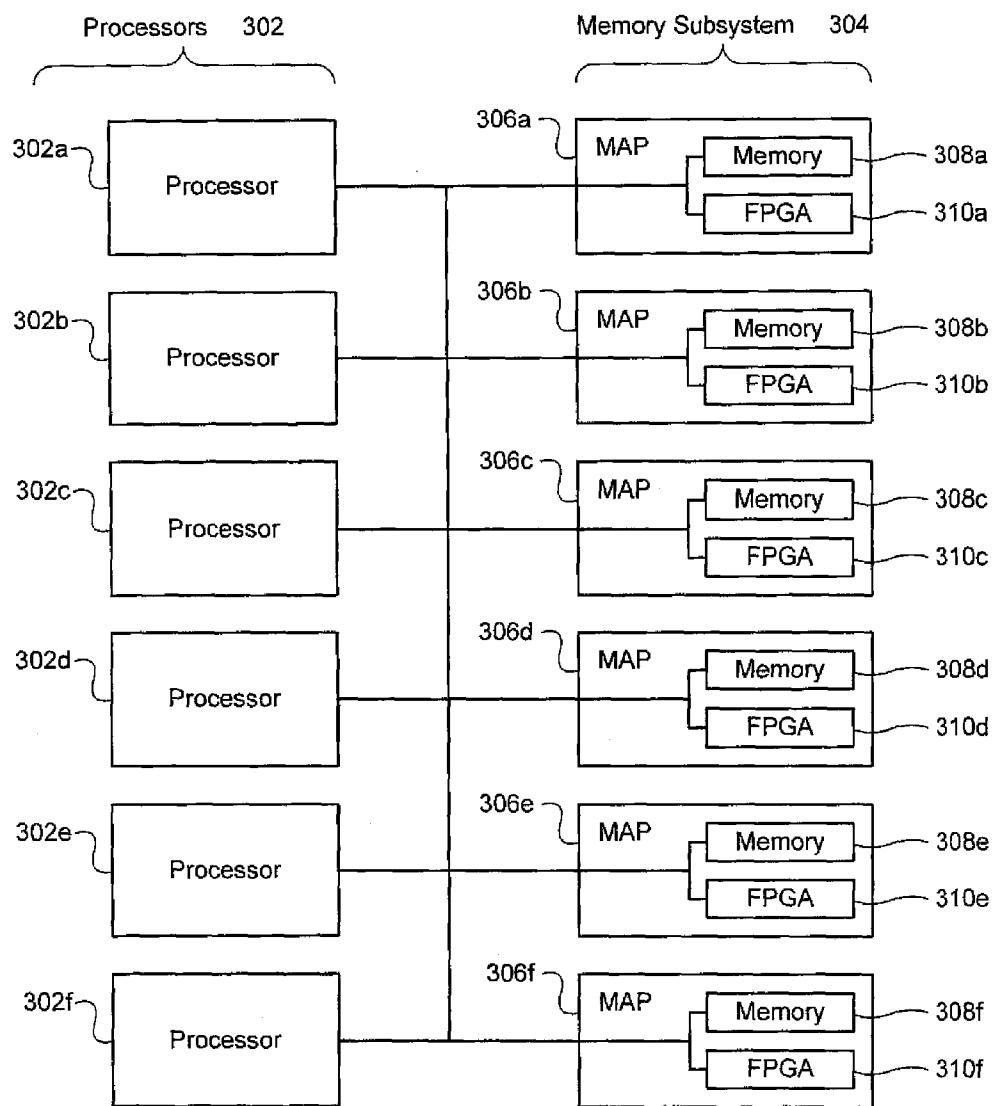 Processors 302
Memory Subsystem 304
302a
Processor
306a
MAP
Memory
308a
FPGA
310a
302b
Processor
306b
MAP
Memory
308b
FPGA
310b
302c
Processor
306c
MAP
Memory
308c
FPGA
310c
302d
Processor
306d
MAP
Memory
308d
FPGA
310d
302e
Processor
306e
MAP
Memory
308e
FPGA
310e
302f
Processor
306f
MAP
Memory
308f
FPGA
310f